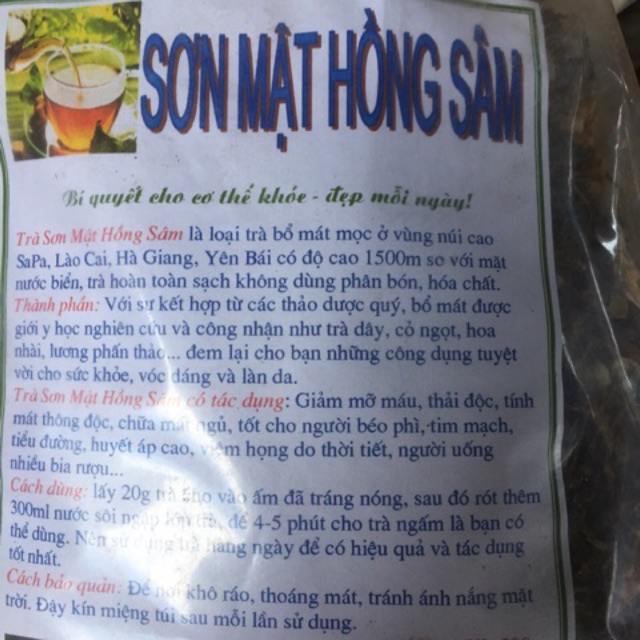 SƠN MẬT HỒNG SÂM
Bí quyết cho cơ thể khỏe - đẹp mỗi ngày!
Trà Sơn Mật Hồng Sâm là loại trà bổ mát mọc ở vùng núi cao
SaPa, Lào Cai, Hà Giang, Yên Bái có độ cao 1500m so với mặt
nước biển, trà hoàn toàn sạch không dùng phân bón, hóa chất.
Thành phần: Với sự kết hợp từ các thảo dược quý, bổ mát được
giới y học nghiên cứu và công nhận như trà dây, cỏ ngọt, hoa
nhài, lương phấn thảo... đem lại cho bạn những công dụng tuyệt
vời cho sức khỏe, vóc dáng và làn da.
Trà Sơn Mật Hồng Sâm có tác dụng: Giảm mỡ máu, thải độc, tính
mát thông độc, chữa mất ngủ, tốt cho người béo phì, tim mạch,
tiểu đường, huyết áp cao, viêm họng do thời tiết, người uống
nhiều bia rượu...
Cách dùng: lấy 20g trà cho vào ấm đã tráng nóng, sau đó rót thêm
300ml nước sôi ngập trà, để 4-5 phút cho trà ngấm là bạn có
thể dùng. Nên sử dụng trà hàng ngày để có hiệu quả và tác dụng
tốt nhất.
Cách bảo quản: Để nơi khô ráo, thoáng mát, tránh ánh nắng mặt
trời. Đậy kín miệng túi sau mỗi lần sử dụng.